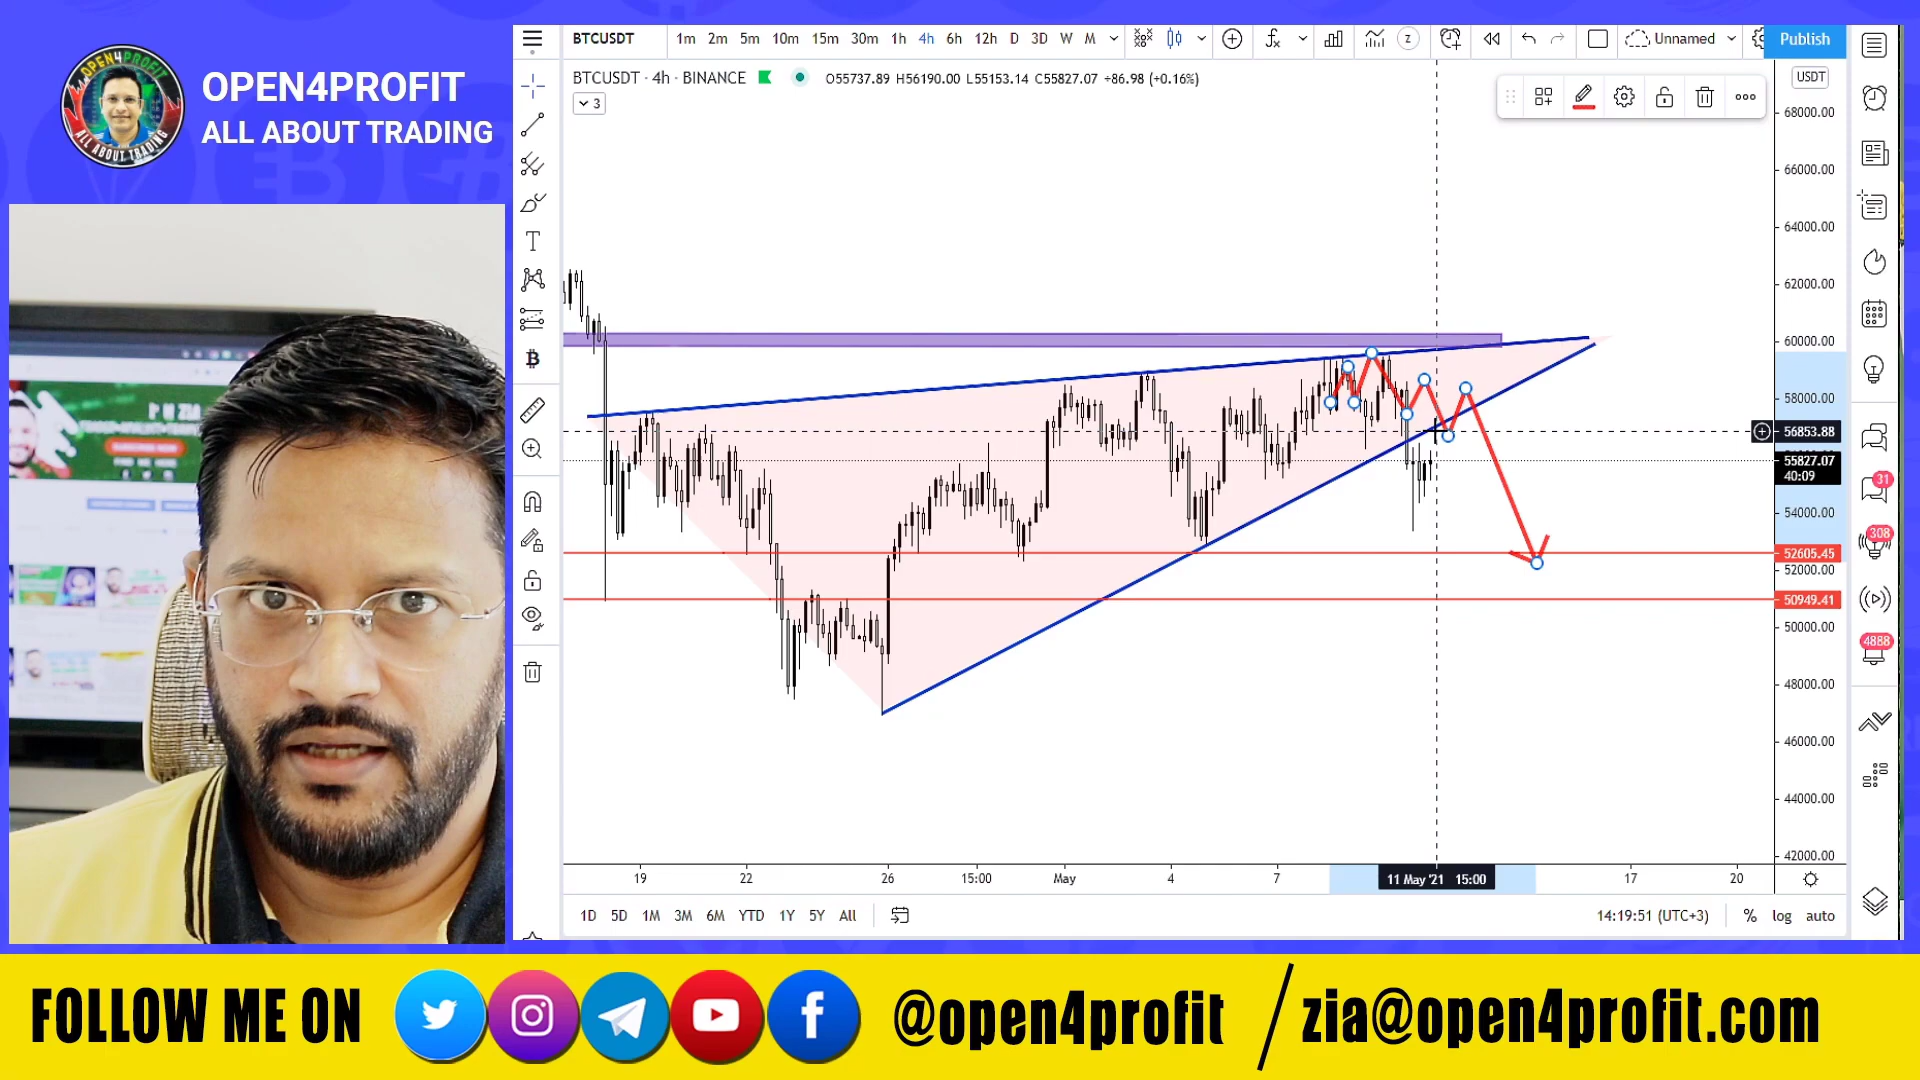 OPEN4PROFIT
ALL ABOUT TRADING
OPEN4PROFIT
ALL ABOUT TRADING
BTCUSDT 1m 2m 5m 10m 15m 30m 1h 4h 6h 12h D 3D W M Unnamed Publish
BTCUSDT · 4h · BINANCE O55737.89 H56190.00 L55153.14 C55827.07 +86.98 (+0.16%)
3
USDT
68000.00
66000.00
64000.00
62000.00
60000.00
58000.00
56853.88
55827.07
40:09
54000.00
52605.45
52000.00
50949.41
50000.00
48000.00
46000.00
44000.00
42000.00
31
308
4888
19 22 26 15:00 May 4 7 11 May '21 15:00 17 20
1D 5D 1M 3M 6M YTD 1Y 5Y All 14:19:51 (UTC+3) % log auto
FOLLOW ME ON @open4profit / zia@open4profit.com